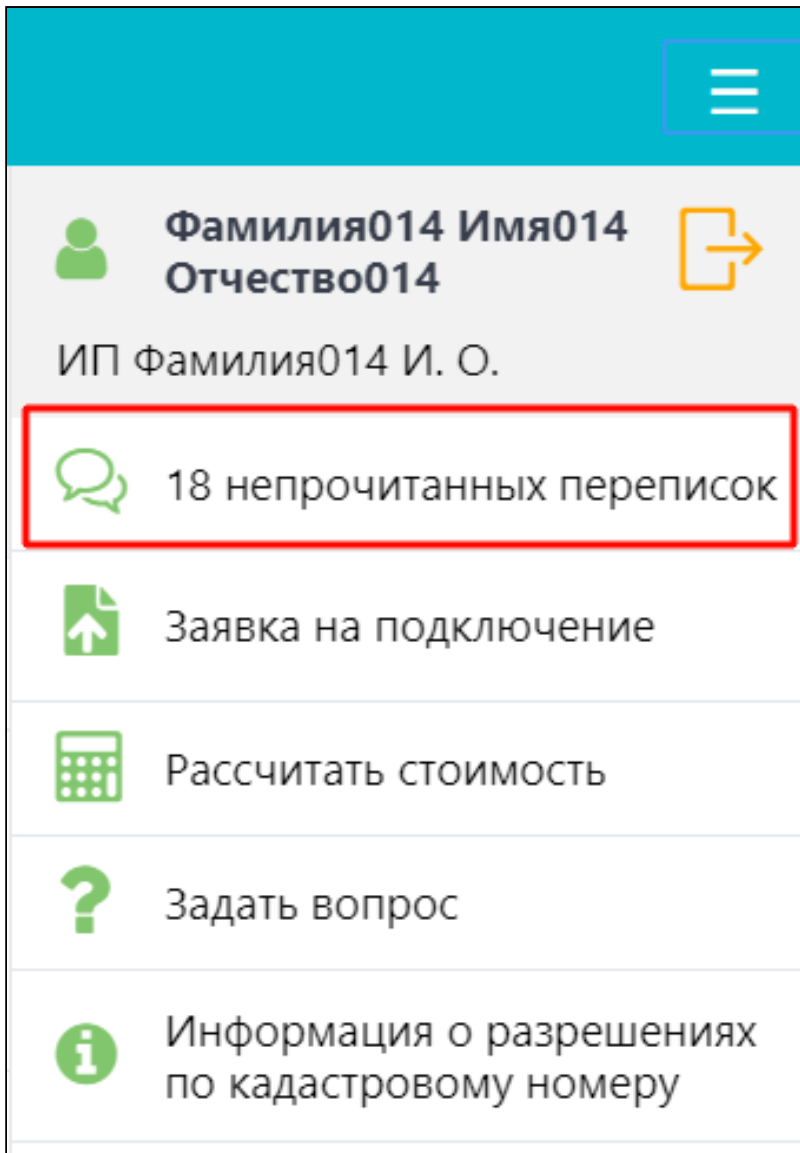 Фамилия014 Имя014
Отчество014
ИП Фамилия014 И. О.
18 непрочитанных переписок
Заявка на подключение
Рассчитать стоимость
Задать вопрос
Информация о разрешениях
по кадастровому номеру